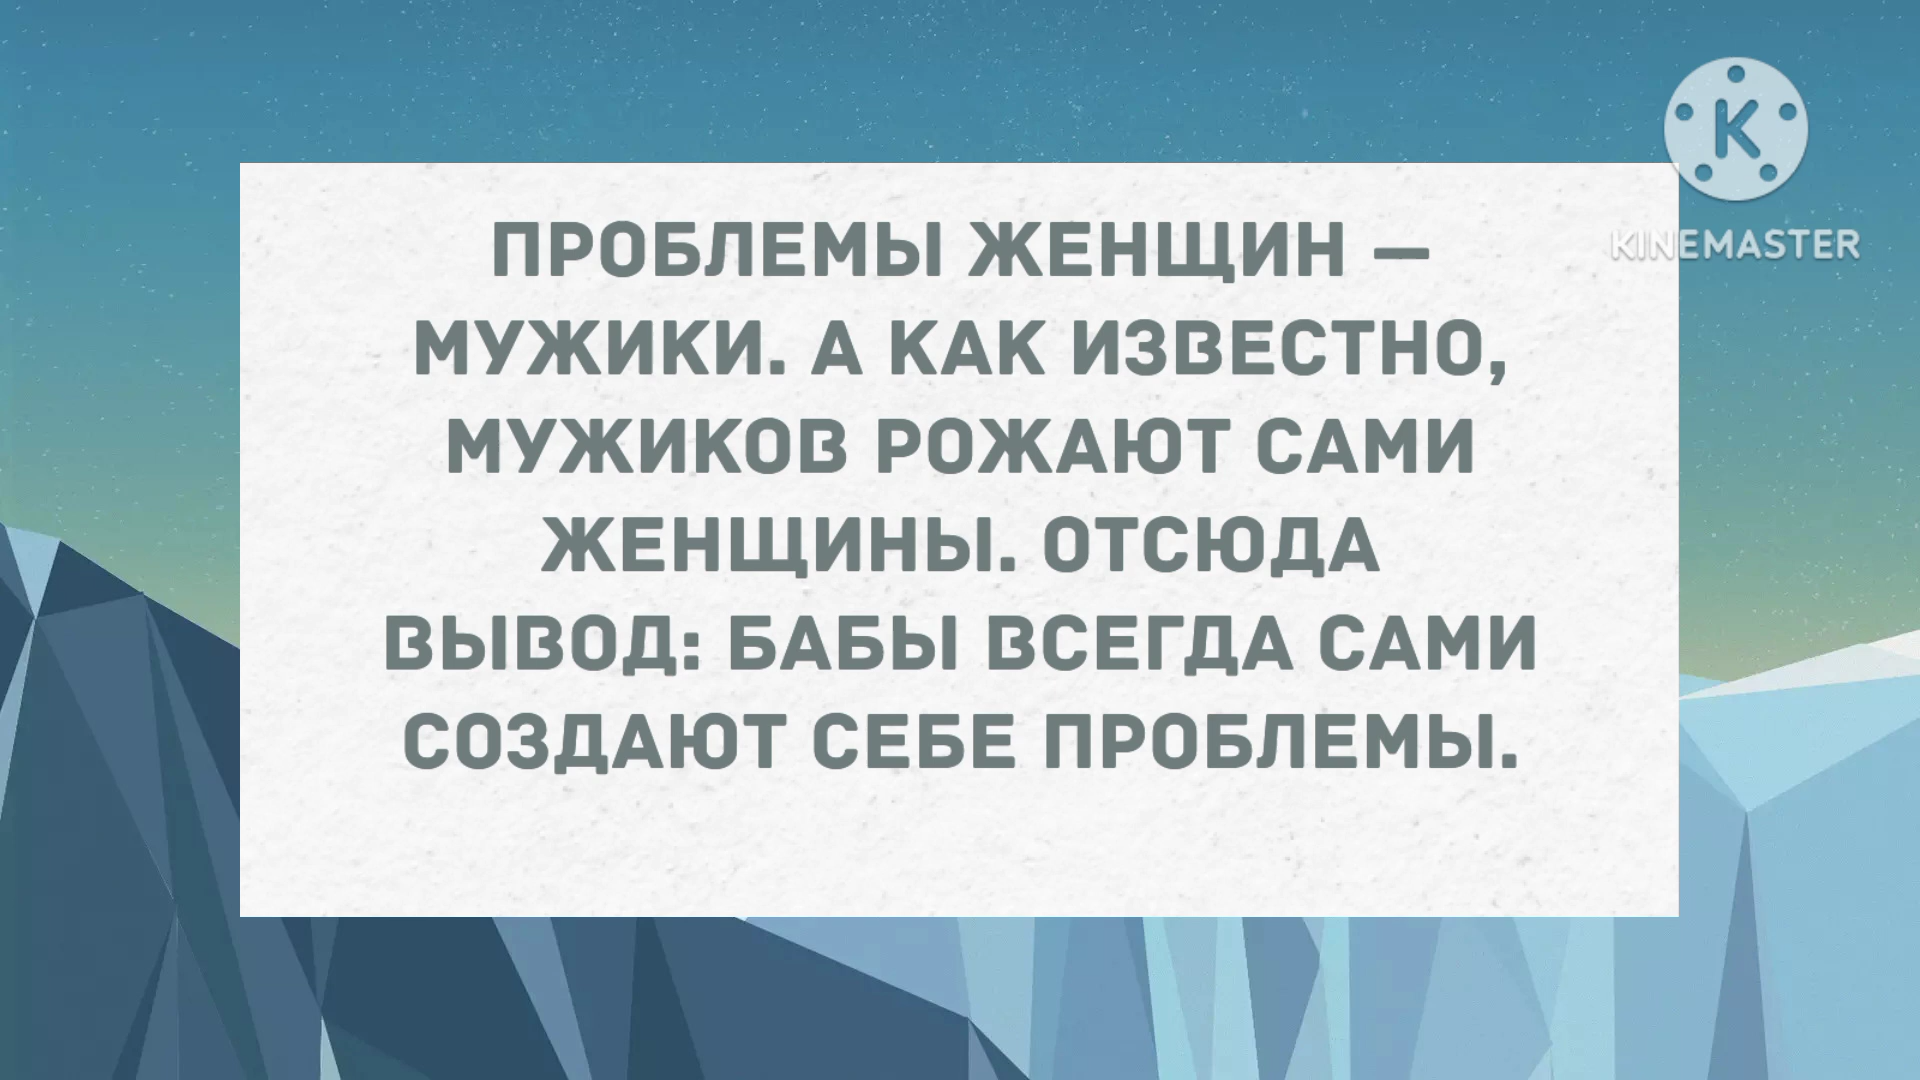 ПРОБЛЕМЫ ЖЕНЩИН —
МУЖИКИ. А КАК ИЗВЕСТНО,
МУЖИКОВ РОЖАЮТ САМИ
ЖЕНЩИНЫ. ОТСЮДА
ВЫВОД: БАБЫ ВСЕГДА САМИ
СОЗДАЮТ СЕБЕ ПРОБЛЕМЫ.
K
KINEMASTER